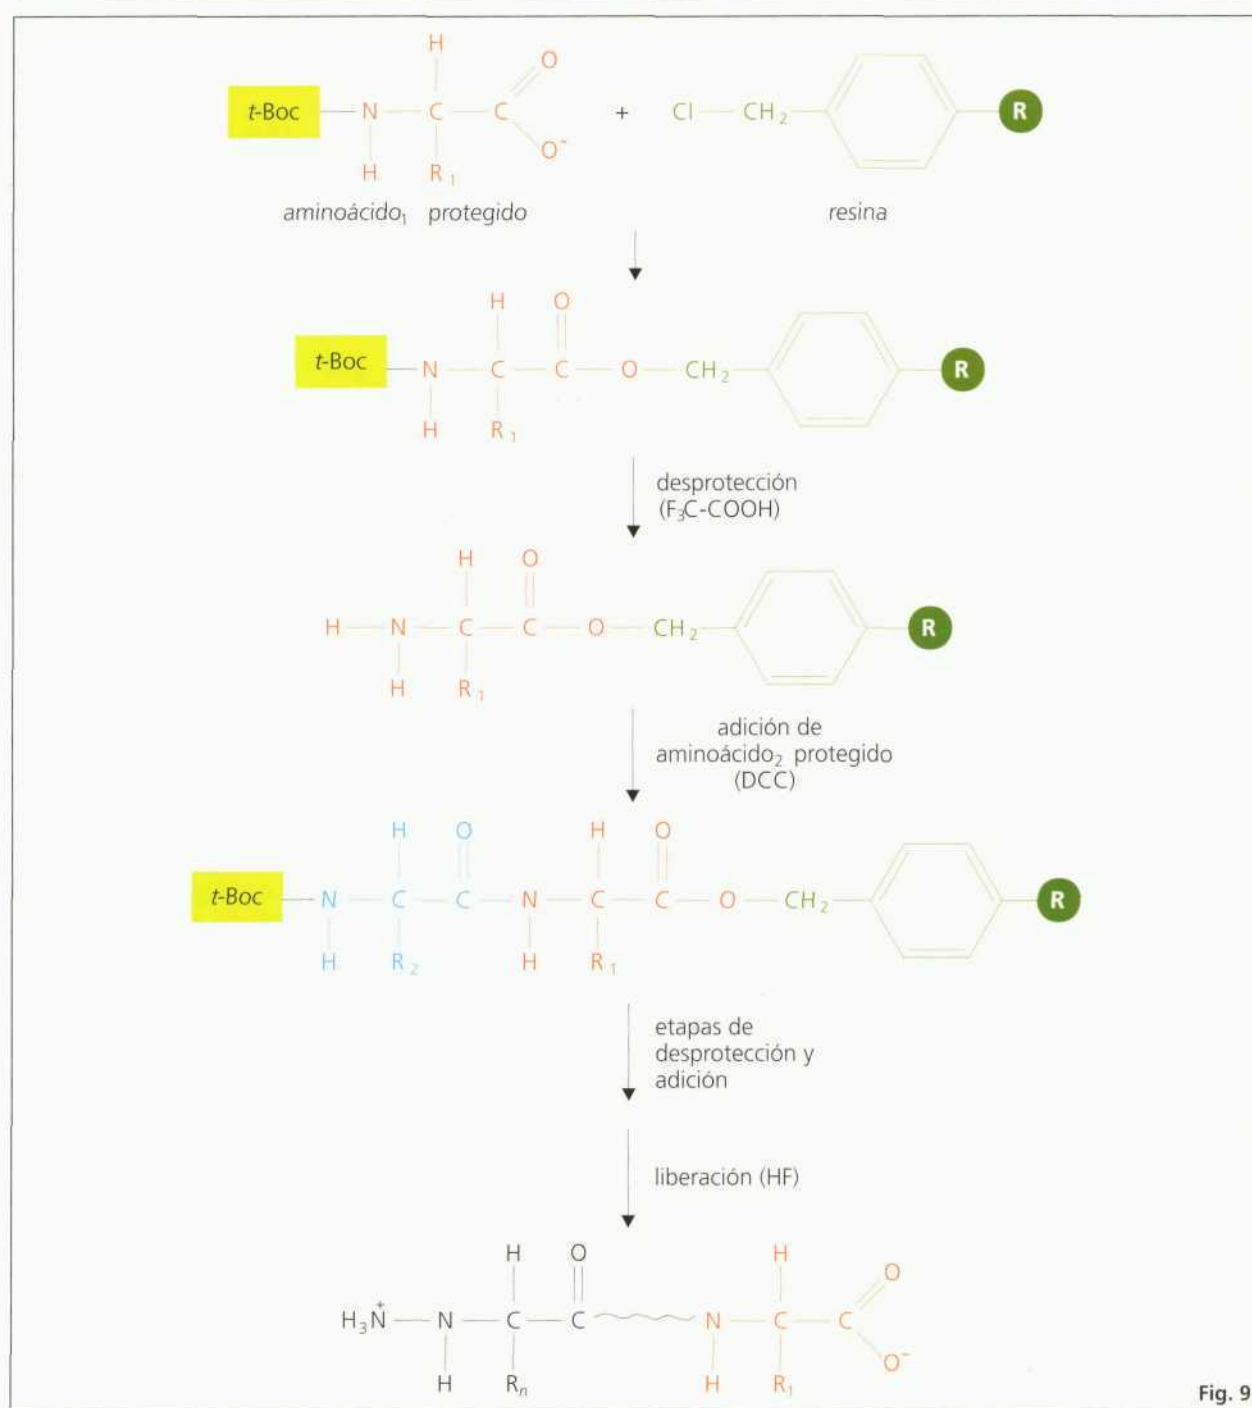 H O
t-Boc N C C + Cl CH₂ R
O⁻
H R₁
aminoácido₁ protegido resina
H O
t-Boc N C C O CH₂ R
H R₁
desprotección
(F₃C-COOH)
H O
H N C C O CH₂ R
H R₁
adición de
aminoácido₂ protegido
(DCC)
H O H O
t-Boc N C C N C C O CH₂ R
H R₂ H R₁
etapas de
desprotección y
adición
liberación (HF)
H O H O
H₃N⁺ N C C N C C
O⁻
H Rₙ H R₁
Fig. 9